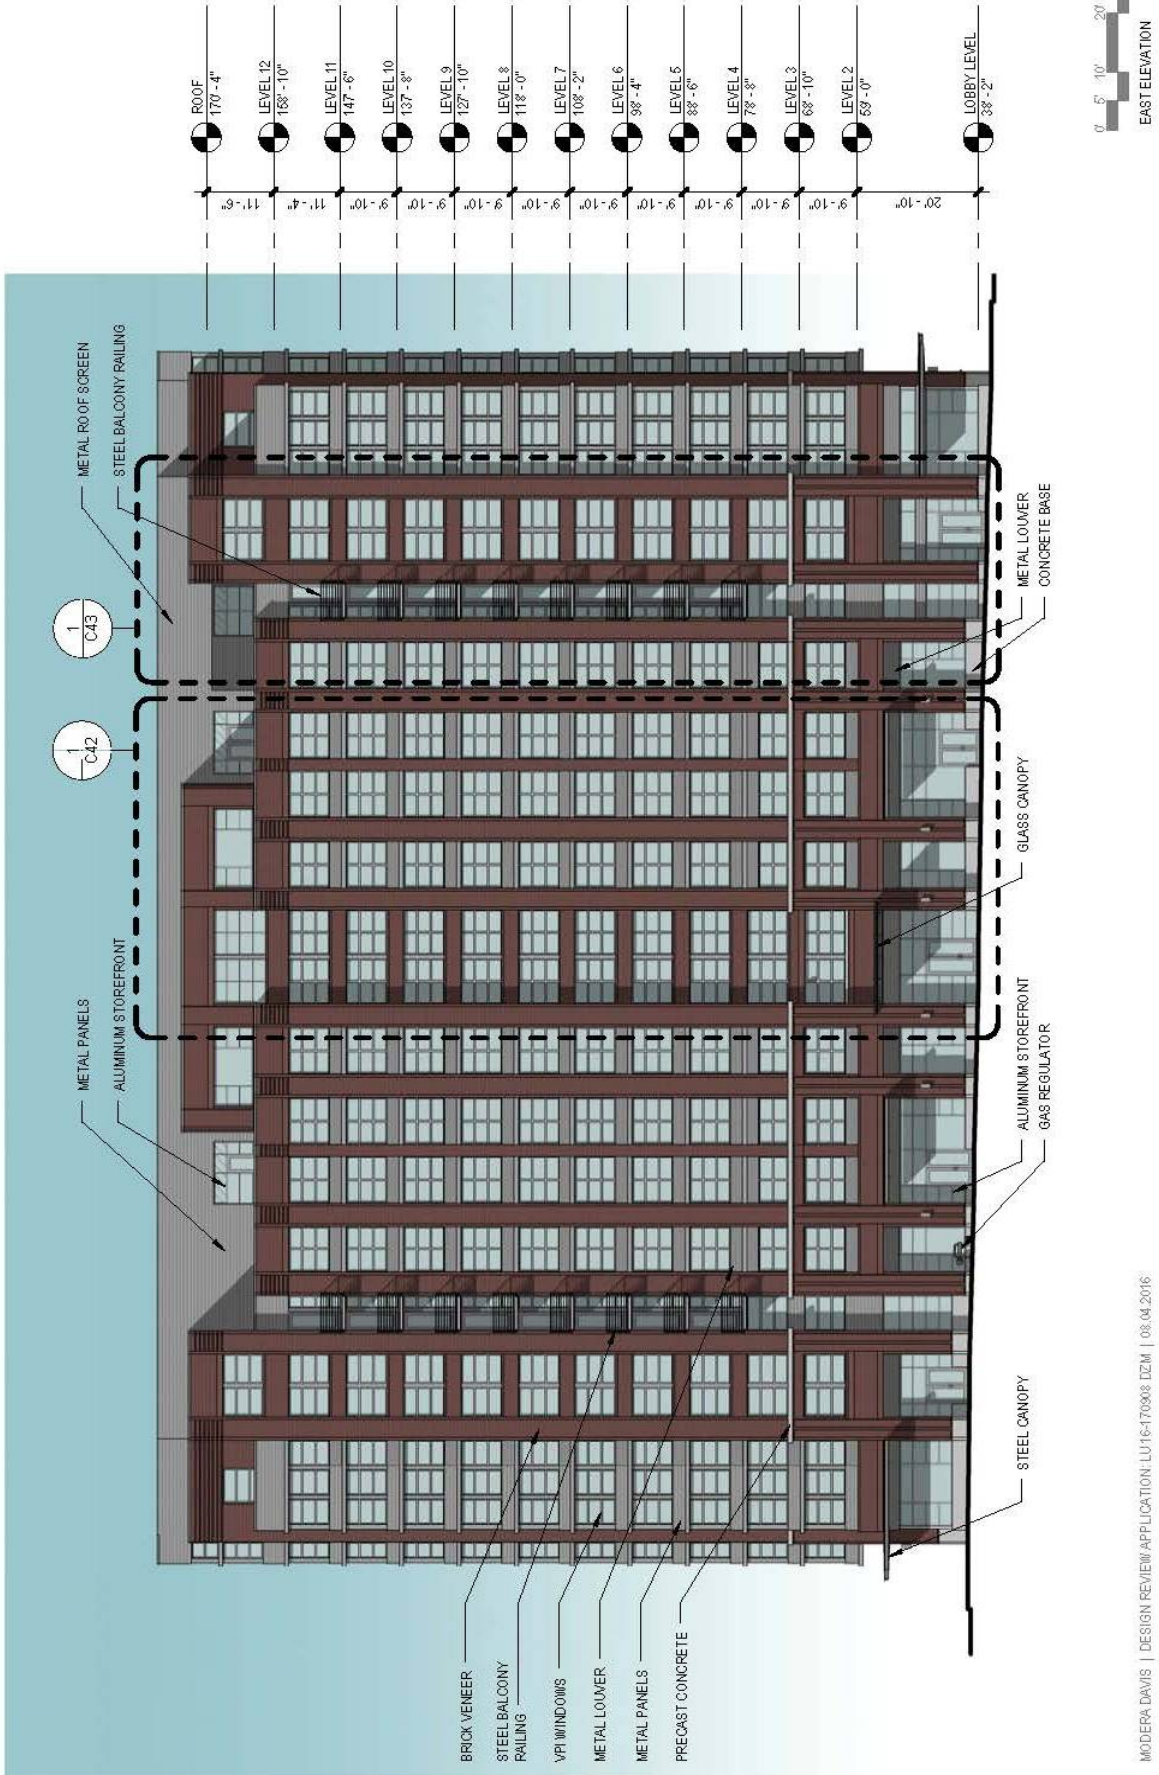 METAL PANELS
ALUMINUM STOREFRONT
1
C42
1
C43
METAL ROOF SCREEN
STEEL BALCONY RAILING
ROOF
170' - 4"
LEVEL 12
158' - 10"
LEVEL 11
147' - 6"
LEVEL 10
137' - 8"
LEVEL 9
127' - 10"
LEVEL 8
118' - 0"
LEVEL 7
108' - 2"
LEVEL 6
98' - 4"
LEVEL 5
88' - 6"
LEVEL 4
78' - 8"
LEVEL 3
68' - 10"
LEVEL 2
59' - 0"
LOBBY LEVEL
38' - 2"
11' - 6"
11' - 4"
9' - 10"
9' - 10"
9' - 10"
9' - 10"
9' - 10"
9' - 10"
9' - 10"
9' - 10"
9' - 10"
20' - 10"
BRICK VENEER
STEEL BALCONY
RAILING
VPI WINDOWS
METAL LOUVER
METAL PANELS
PRECAST CONCRETE
STEEL CANOPY
ALUMINUM STOREFRONT
GAS REGULATOR
GLASS CANOPY
METAL LOUVER
CONCRETE BASE
0' 5' 10' 20'
EAST ELEVATION
MODERA DAVIS | DESIGN REVIEW APPLICATION: LU 16-170908 DZM | 08.04.2016